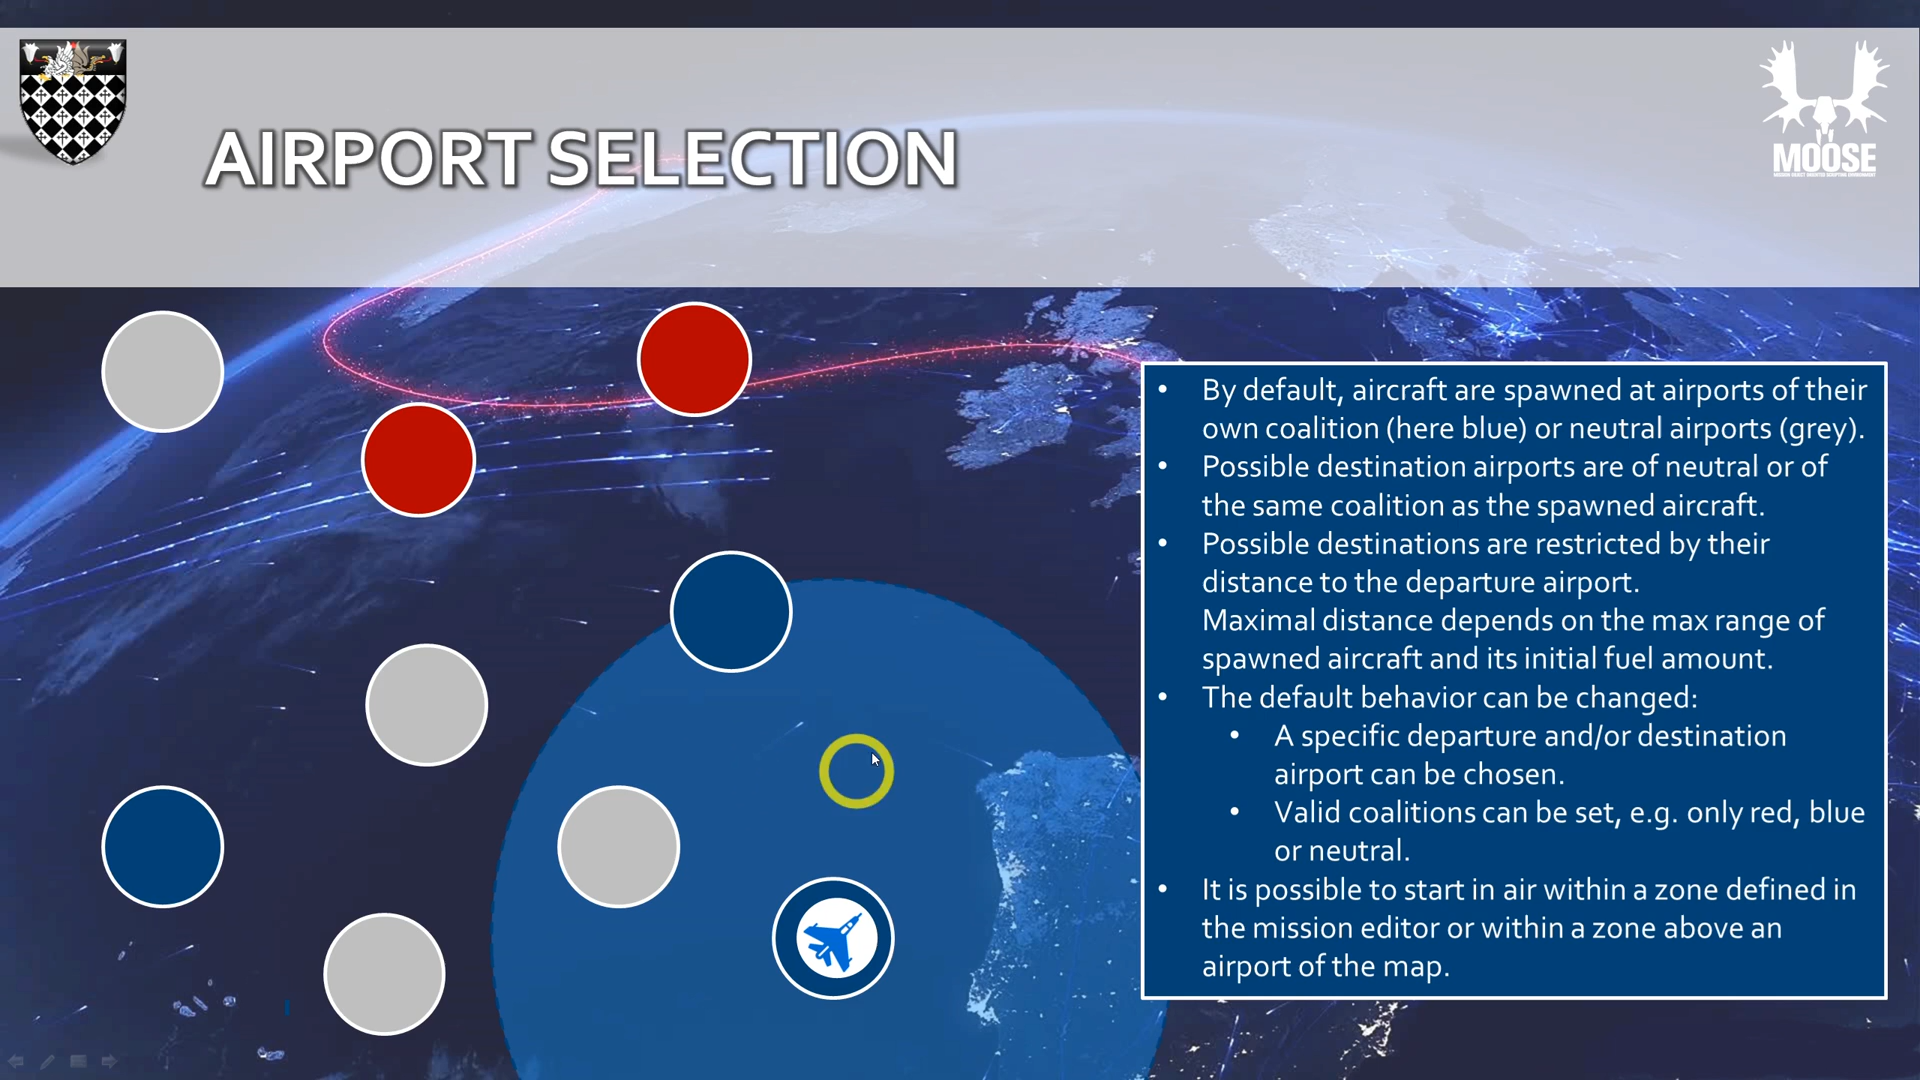 AIRPORT SELECTION
MOOSE
• By default, aircraft are spawned at airports of their
own coalition (here blue) or neutral airports (grey).
• Possible destination airports are of neutral or of
the same coalition as the spawned aircraft.
• Possible destinations are restricted by their
distance to the departure airport.
Maximal distance depends on the max range of
spawned aircraft and its initial fuel amount.
• The default behavior can be changed:
• A specific departure and/or destination
airport can be chosen.
• Valid coalitions can be set, e.g. only red, blue
or neutral.
• It is possible to start in air within a zone defined in
the mission editor or within a zone above an
airport of the map.